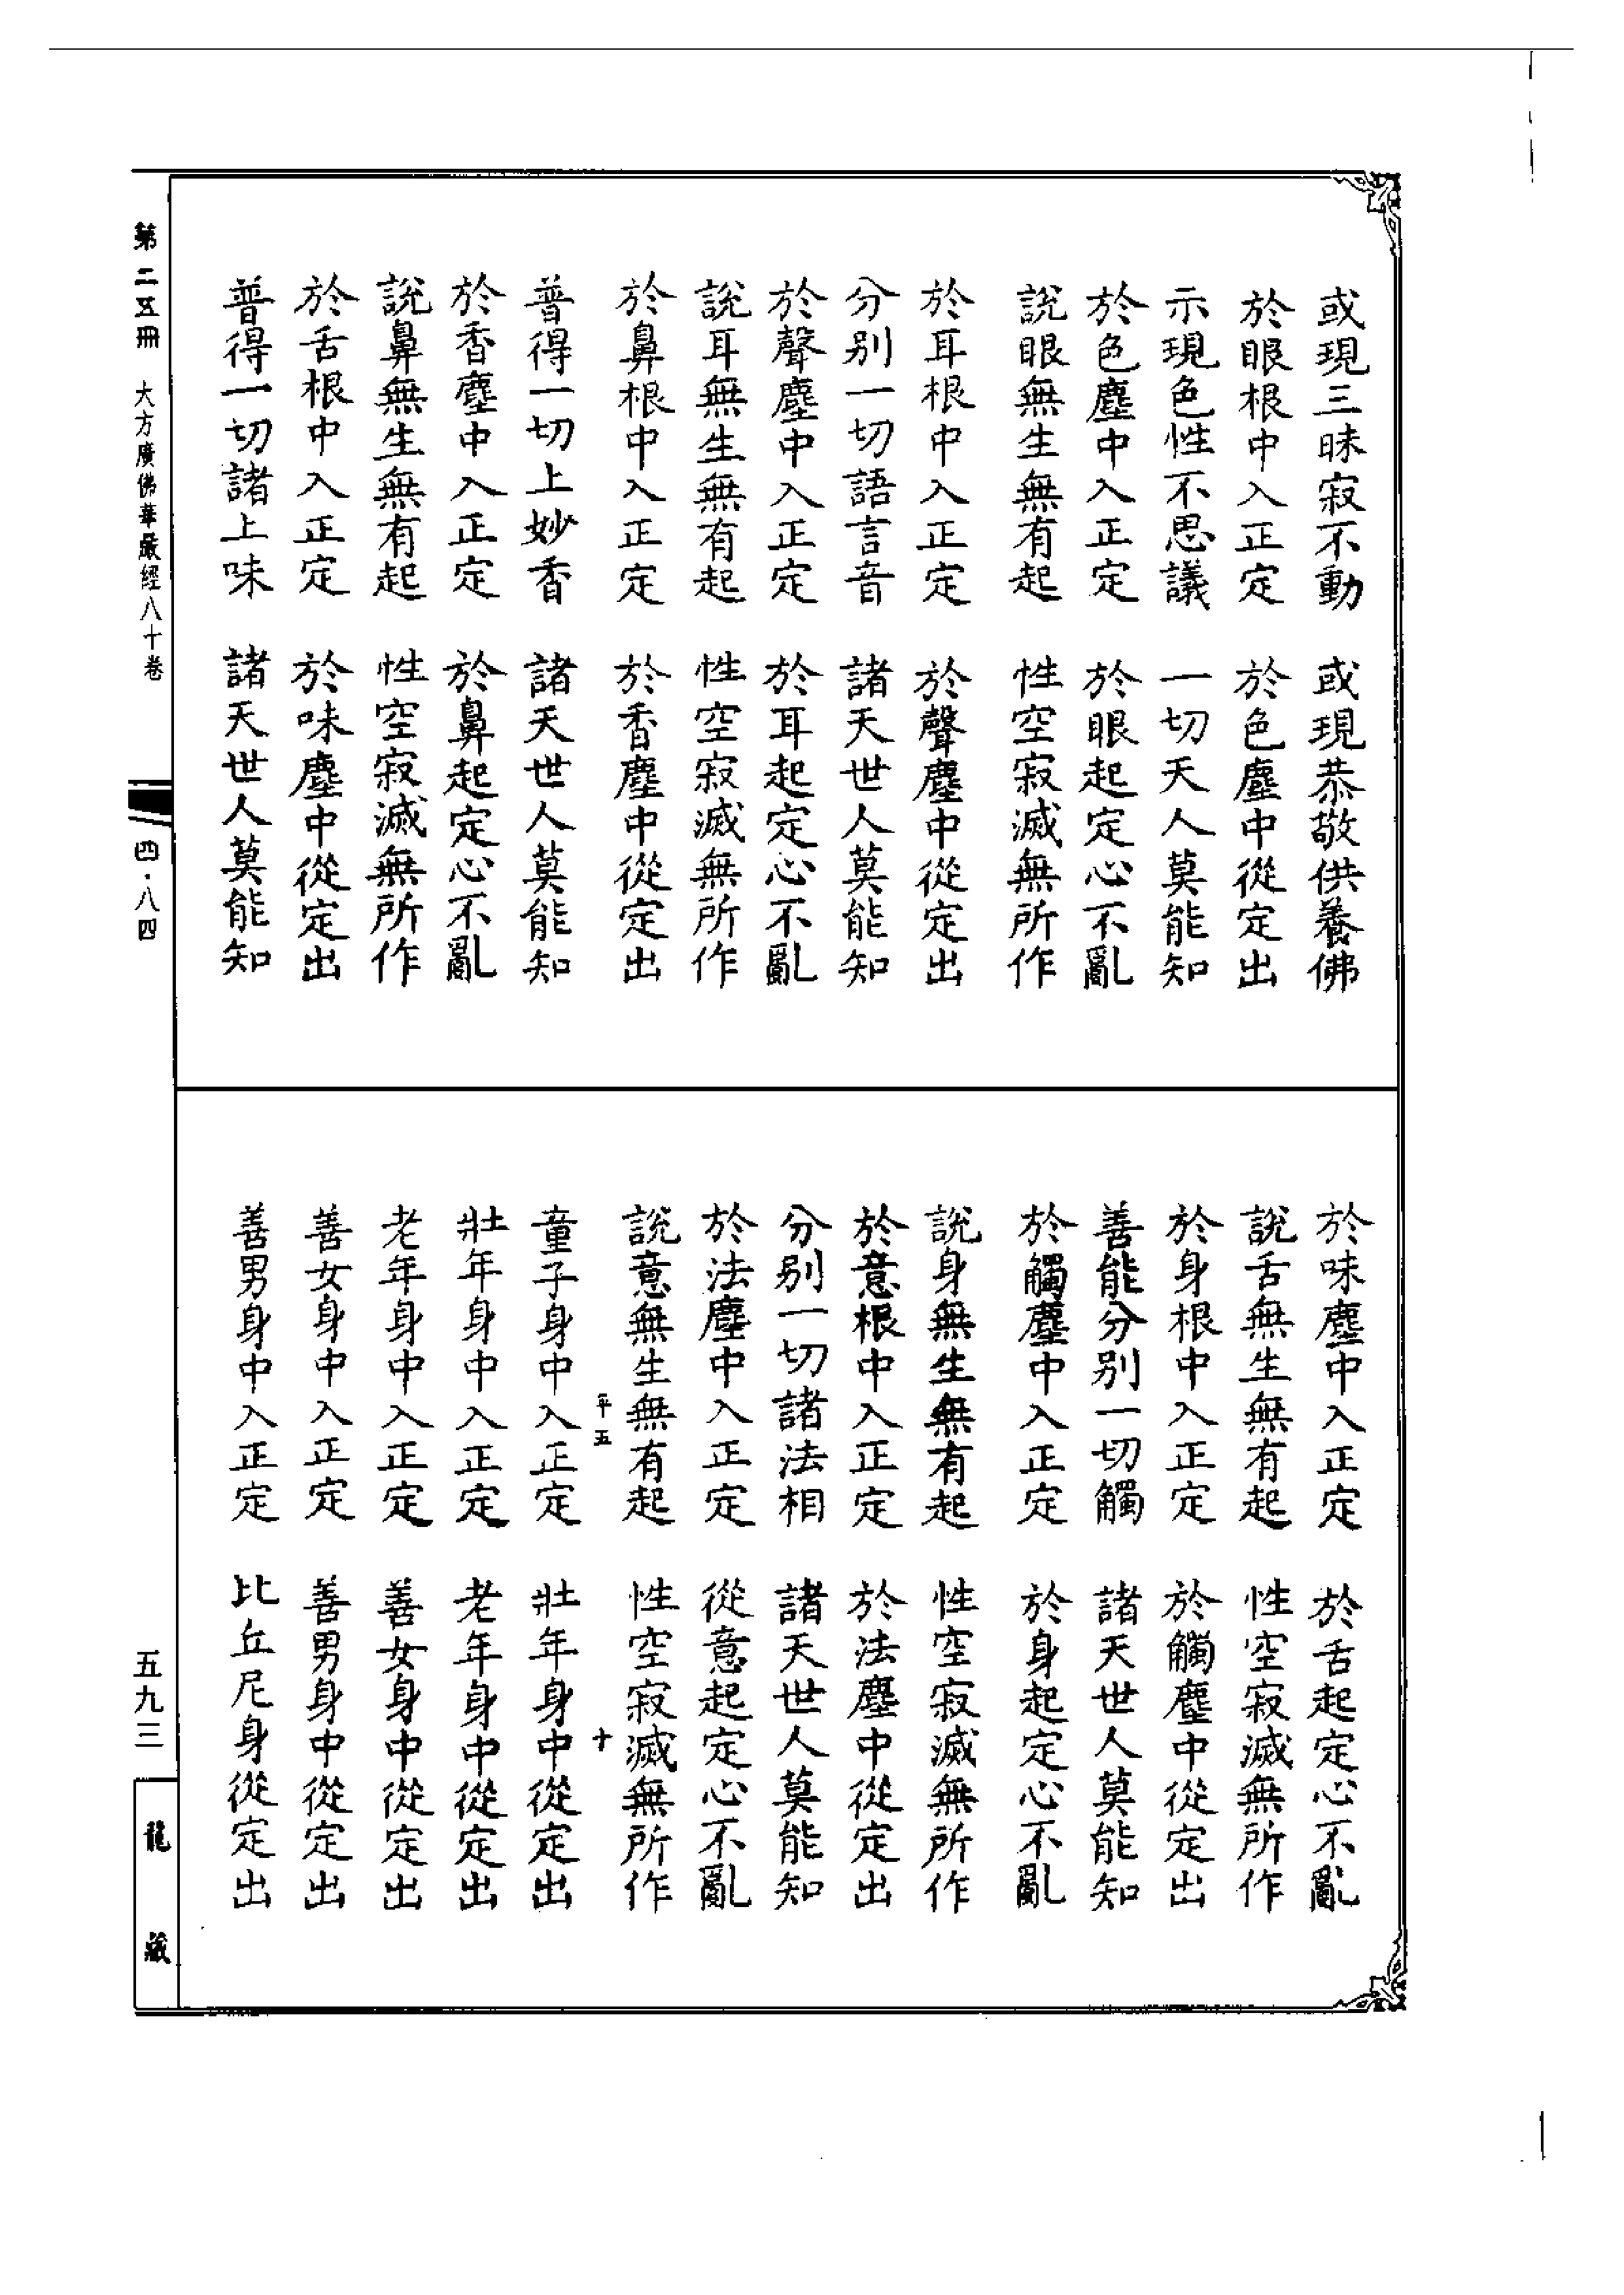 或現三昧寂不動　或現恭敬供養佛
於眼根中入正定　於色塵中從定出
示現色性不思議　一切天人莫能知
於色塵中入正定　於眼起定心不亂
說眼無生無有起　性空寂滅無所作
於耳根中入正定　於聲塵中從定出
分別一切語言音　諸天世人莫能知
於聲塵中入正定　於耳起定心不亂
說耳無生無有起　性空寂滅無所作
於鼻根中入正定　於香塵中從定出
普得一切上妙香　諸天世人莫能知
於香塵中入正定　於鼻起定心不亂
說鼻無生無有起　性空寂滅無所作
於舌根中入正定　於味塵中從定出
普得一切諸上味　諸天世人莫能知
於味塵中入正定　於舌起定心不亂
說舌無生無有起　性空寂滅無所作
於身根中入正定　於觸塵中從定出
善能分別一切觸　諸天世人莫能知
於觸塵中入正定　於身起定心不亂
說身無生無有起　性空寂滅無所作
於意根中入正定　於法塵中從定出
分別一切諸法相　諸天世人莫能知
於法塵中入正定　從意起定心不亂
說意無生無有起　性空寂滅無所作
平五　十
童子身中入正定　壯年身中從定出
壯年身中入正定　老年身中從定出
老年身中入正定　善女身中從定出
善女身中入正定　善男身中從定出
善男身中入正定　比丘尼身從定出
第二五冊　大方廣佛華嚴經八十卷　四・八四　五九三　龍藏